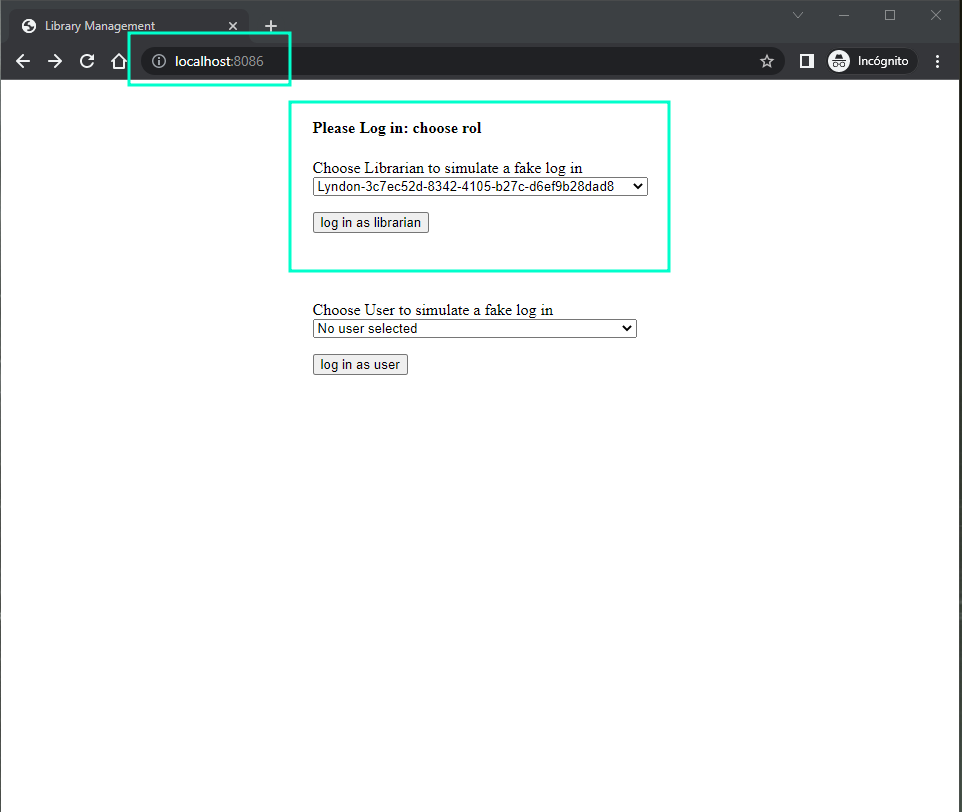 Library Management
localhost:8086
Incógnito
Please Log in: choose rol
Choose Librarian to simulate a fake log in
Lyndon-3c7ec52d-8342-4105-b27c-d6ef9b28dad8
log in as librarian
Choose User to simulate a fake log in
No user selected
log in as user